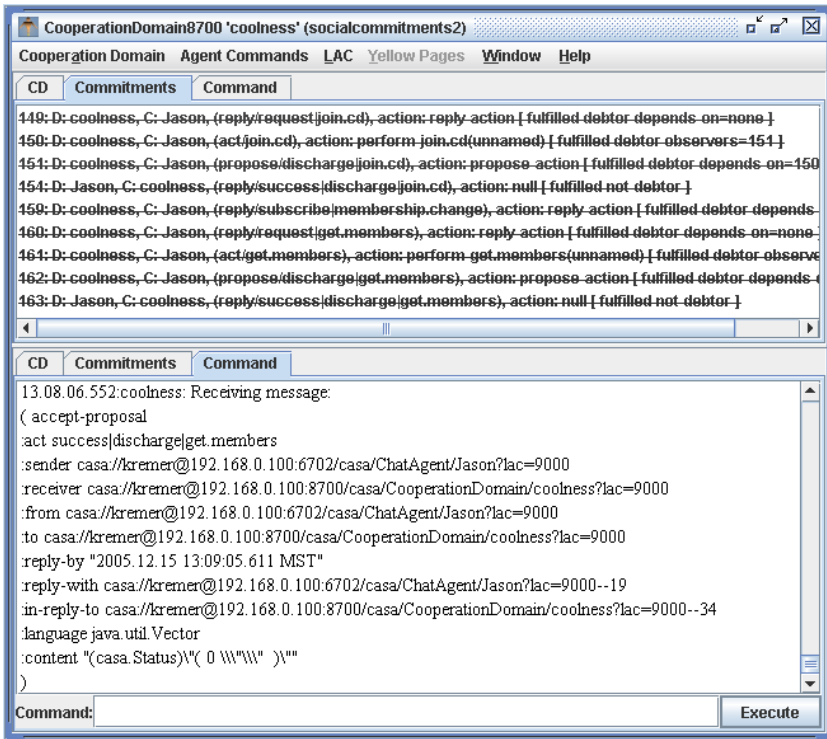 CooperationDomain8700 'coolness' (socialcommitments2)
Cooperation Domain Agent Commands LAC Yellow Pages Window Help
CD Commitments Command
149: D: coolness, C: Jason, (reply/request|join.cd), action: reply action [ fulfilled debtor depends on=none ]
150: D: coolness, C: Jason, (act/join.cd), action: perform join.cd(unnamed) [ fulfilled debtor observers=151 ]
151: D: coolness, C: Jason, (propose/discharge|join.cd), action: propose action [ fulfilled debtor depends on=150
154: D: Jason, C: coolness, (reply/success|discharge|join.cd), action: null [ fulfilled not debtor ]
159: D: coolness, C: Jason, (reply/subscribe|membership.change), action: reply action [ fulfilled debtor depends
160: D: coolness, C: Jason, (reply/request|get.members), action: reply action [ fulfilled debtor depends on=none ]
161: D: coolness, C: Jason, (act/get.members), action: perform get.members(unnamed) [ fulfilled debtor observe
162: D: coolness, C: Jason, (propose/discharge|get.members), action: propose action [ fulfilled debtor depends
163: D: Jason, C: coolness, (reply/success|discharge|get.members), action: null [ fulfilled not debtor ]
CD Commitments Command
13.08.06.552:coolness: Receiving message:
( accept-proposal
:act success|discharge|get.members
:sender casa://kremer@192.168.0.100:6702/casa/ChatAgent/Jason?lac=9000
:receiver casa://kremer@192.168.0.100:8700/casa/CooperationDomain/coolness?lac=9000
:from casa://kremer@192.168.0.100:6702/casa/ChatAgent/Jason?lac=9000
:to casa://kremer@192.168.0.100:8700/casa/CooperationDomain/coolness?lac=9000
:reply-by "2005.12.15 13:09:05.611 MST"
:reply-with casa://kremer@192.168.0.100:6702/casa/ChatAgent/Jason?lac=9000--19
:in-reply-to casa://kremer@192.168.0.100:8700/casa/CooperationDomain/coolness?lac=9000--34
:language java.util.Vector
:content "(casa.Status)\"( 0 \\\"\\\" )\""
)
Command: Execute